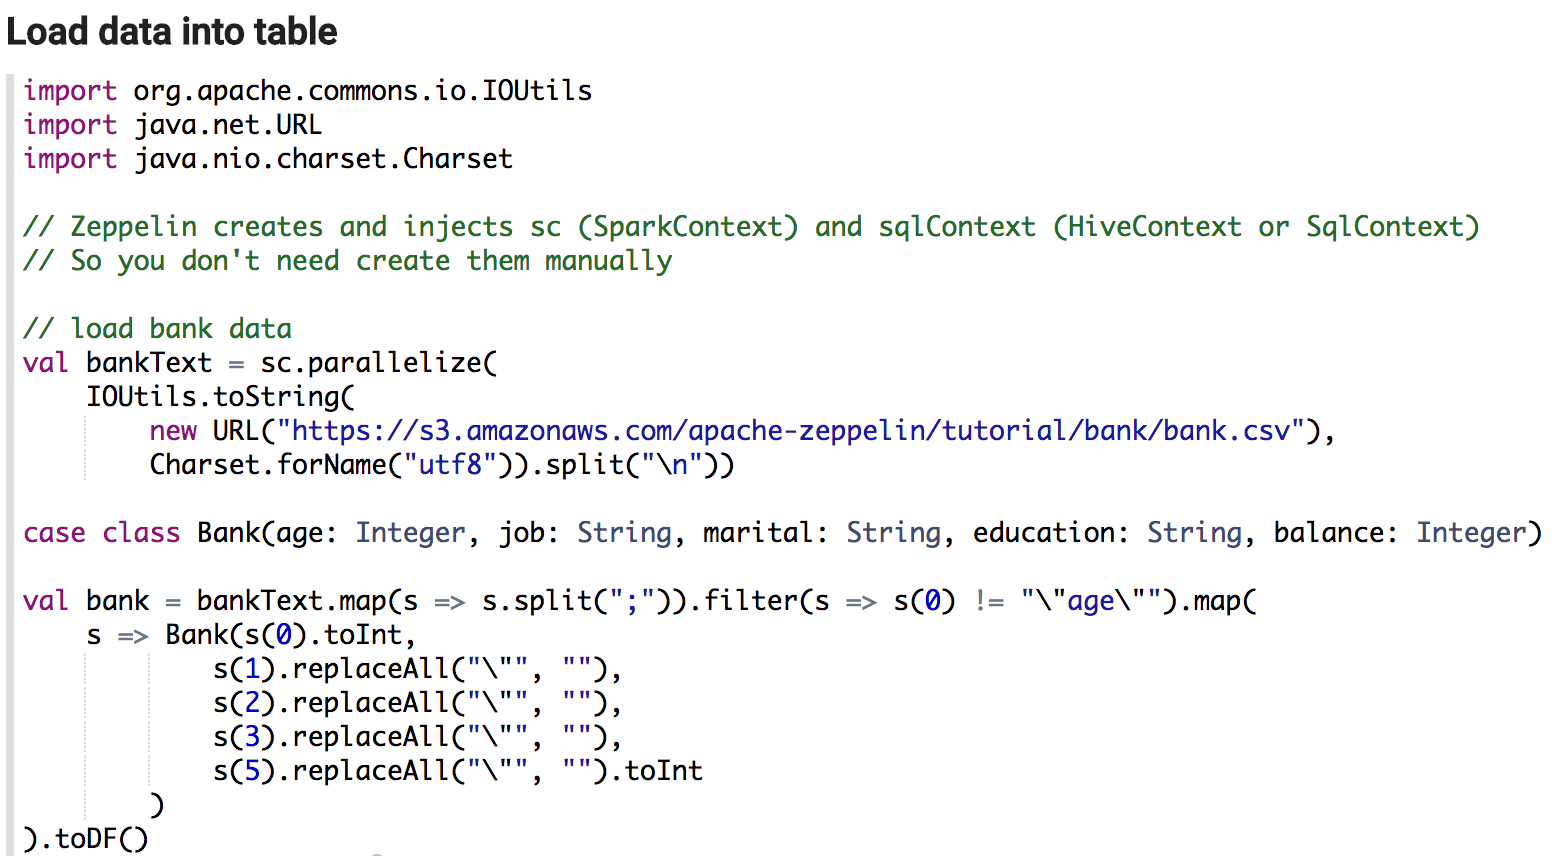 Load data into table
import org.apache.commons.io.IOUtils
import java.net.URL
import java.nio.charset.Charset
// Zeppelin creates and injects sc (SparkContext) and sqlContext (HiveContext or SqlContext)
// So you don't need create them manually
// load bank data
val bankText = sc.parallelize(
    IOUtils.toString(
        new URL("https://s3.amazonaws.com/apache-zeppelin/tutorial/bank/bank.csv"),
        Charset.forName("utf8")).split("\n"))
case class Bank(age: Integer, job: String, marital: String, education: String, balance: Integer)
val bank = bankText.map(s => s.split(";")).filter(s => s(0) != "\"age\"").map(
    s => Bank(s(0).toInt,
            s(1).replaceAll("\"", ""),
            s(2).replaceAll("\"", ""),
            s(3).replaceAll("\"", ""),
            s(5).replaceAll("\"", "").toInt
        )
).toDF()